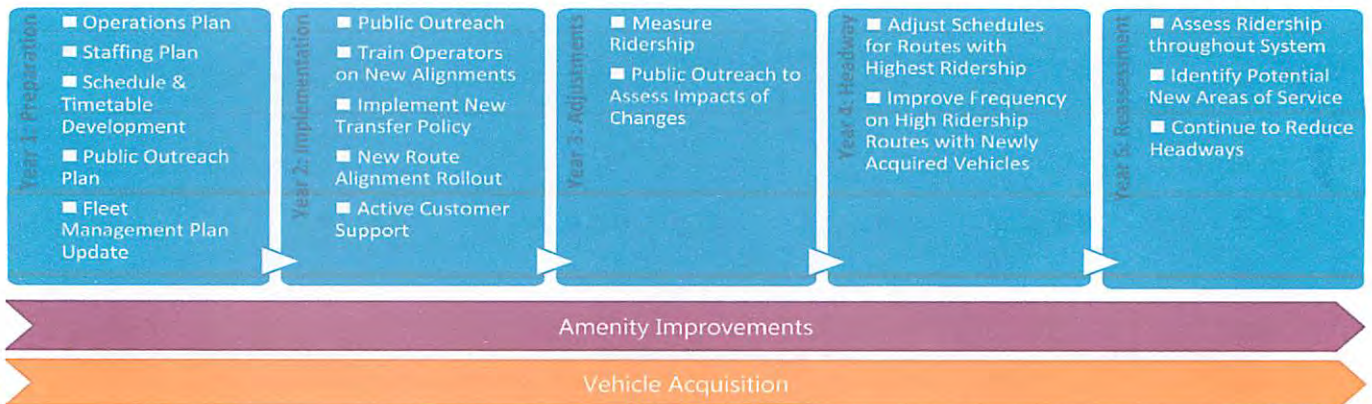 Year 1: Preparation
■ Operations Plan
■ Staffing Plan
■ Schedule &
Timetable
Development
■ Public Outreach
Plan
■ Fleet
Management Plan
Update
Year 2: Implementation
■ Public Outreach
■ Train Operators
on New Alignments
■ Implement New
Transfer Policy
■ New Route
Alignment Rollout
■ Active Customer
Support
Year 3: Adjustments
■ Measure
Ridership
■ Public Outreach to
Assess Impacts of
Changes
Year 4: Headway
■ Adjust Schedules
for Routes with
Highest Ridership
■ Improve Frequency
on High Ridership
Routes with Newly
Acquired Vehicles
Year 5: Reassessment
■ Assess Ridership
throughout System
■ Identify Potential
New Areas of Service
■ Continue to Reduce
Headways
Amenity Improvements
Vehicle Acquisition